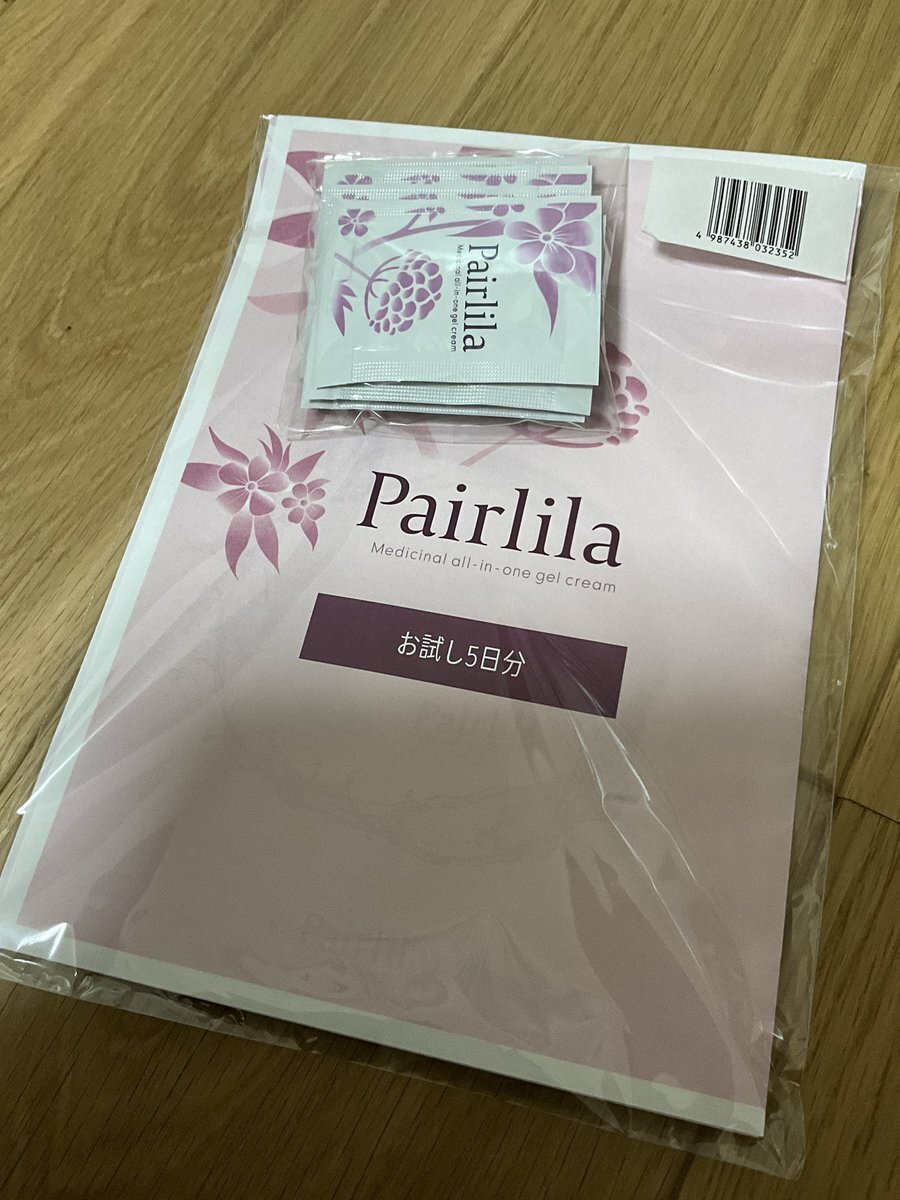 4 987438 032352
Pairlila
Medicinal all-in-one gel cream
Pairlila
Medicinal all-in-one gel cream
お試し5日分